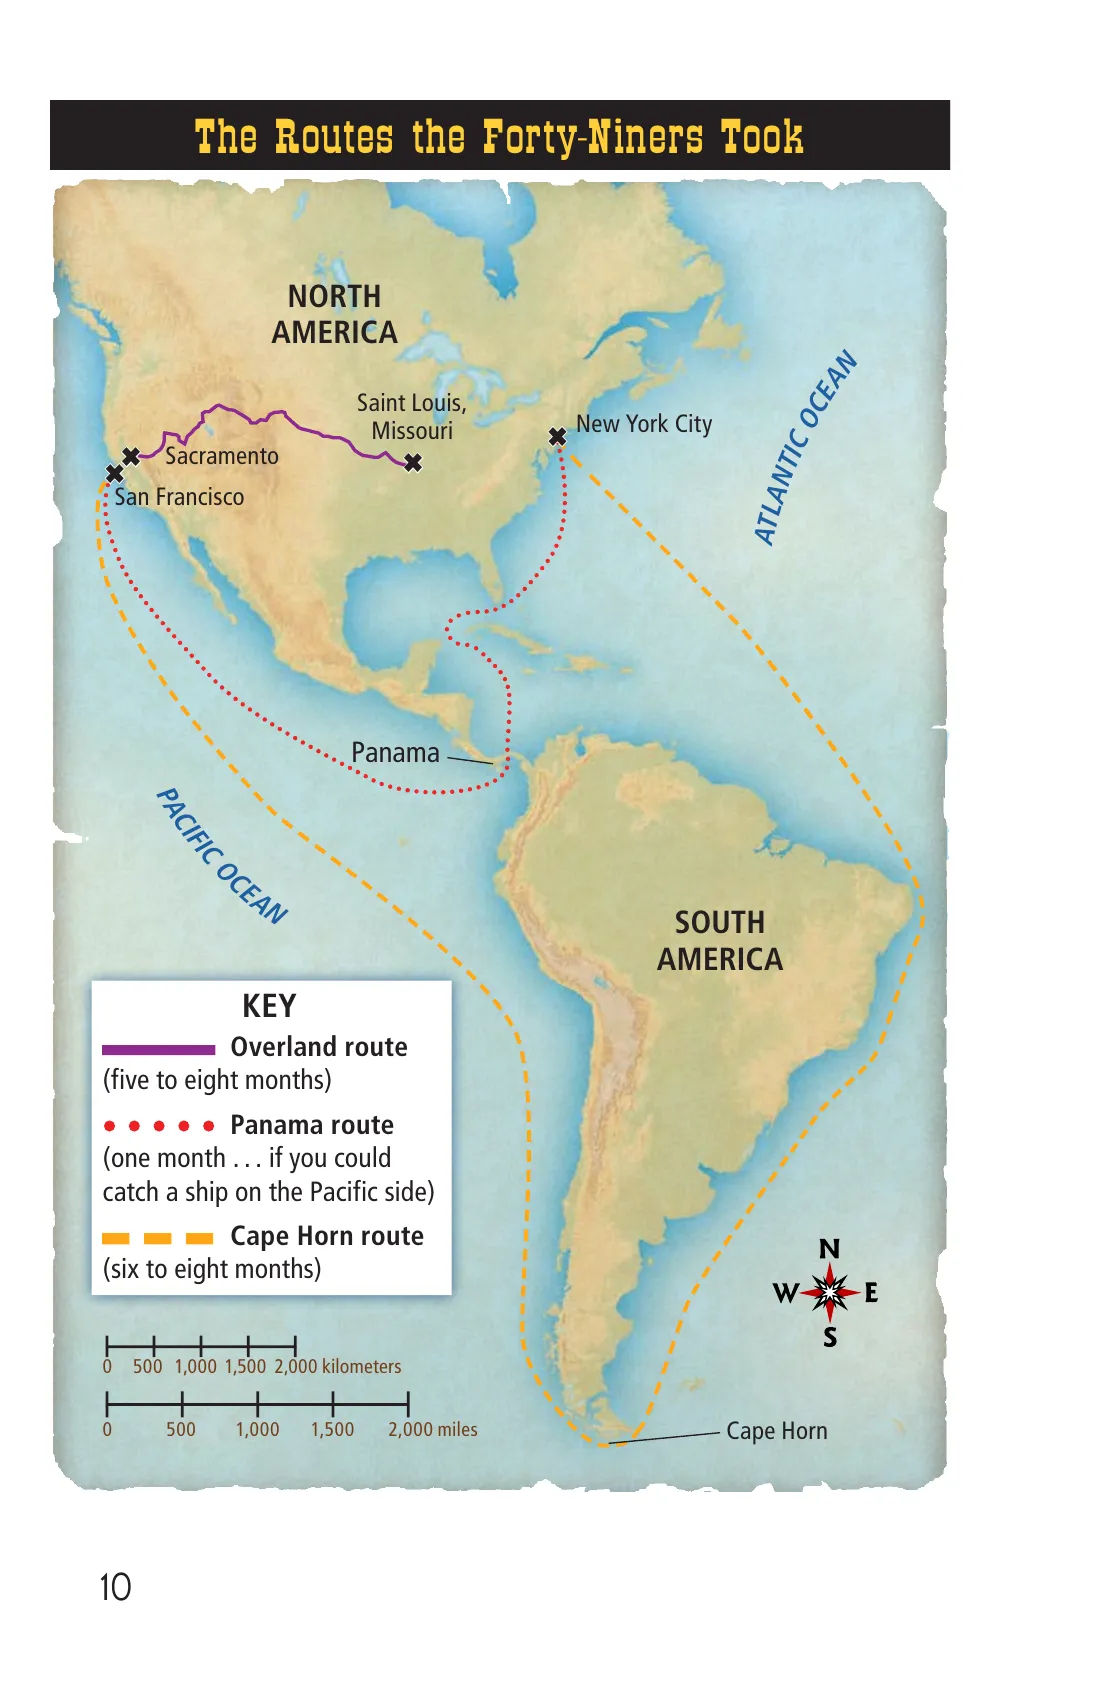 The Routes the Forty-Niners Took
NORTH
AMERICA
Saint Louis,
Missouri
New York City
ATLANTIC OCEAN
Sacramento
San Francisco
Panama
PACIFIC OCEAN
SOUTH
AMERICA
KEY
Overland route
(five to eight months)
Panama route
(one month . . . if you could
catch a ship on the Pacific side)
Cape Horn route
(six to eight months)
N
W E
S
0 500 1,000 1,500 2,000 kilometers
0 500 1,000 1,500 2,000 miles
Cape Horn
10